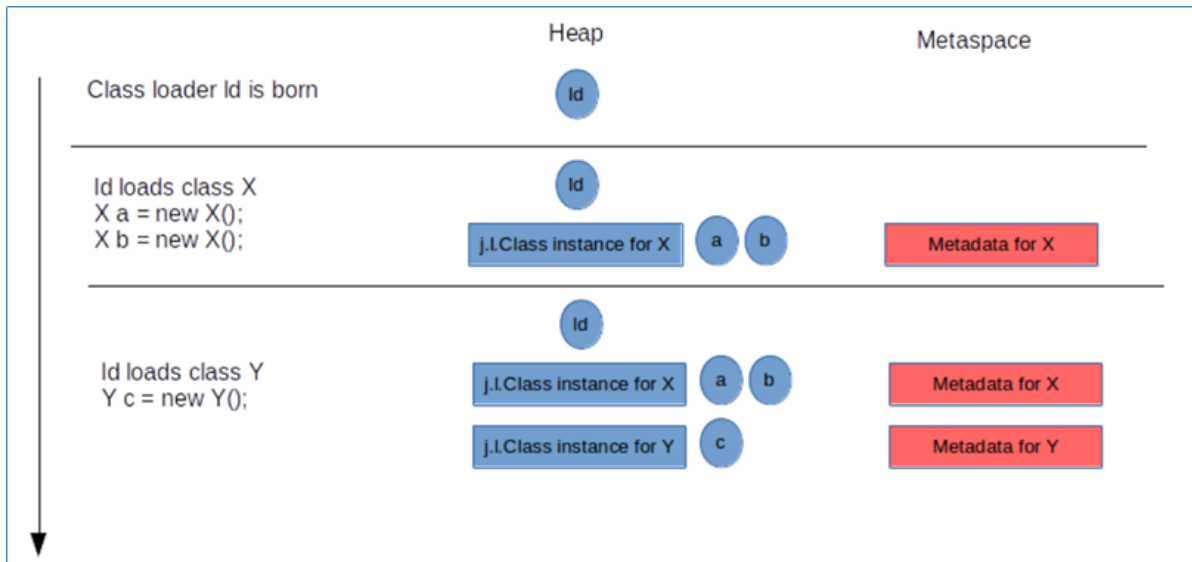 Heap
Metaspace
Class loader ld is born
ld
ld loads class X
X a = new X();
X b = new X();
ld
j.l.Class instance for X
a
b
Metadata for X
ld loads class Y
Y c = new Y();
ld
j.l.Class instance for X
a
b
Metadata for X
j.l.Class instance for Y
c
Metadata for Y